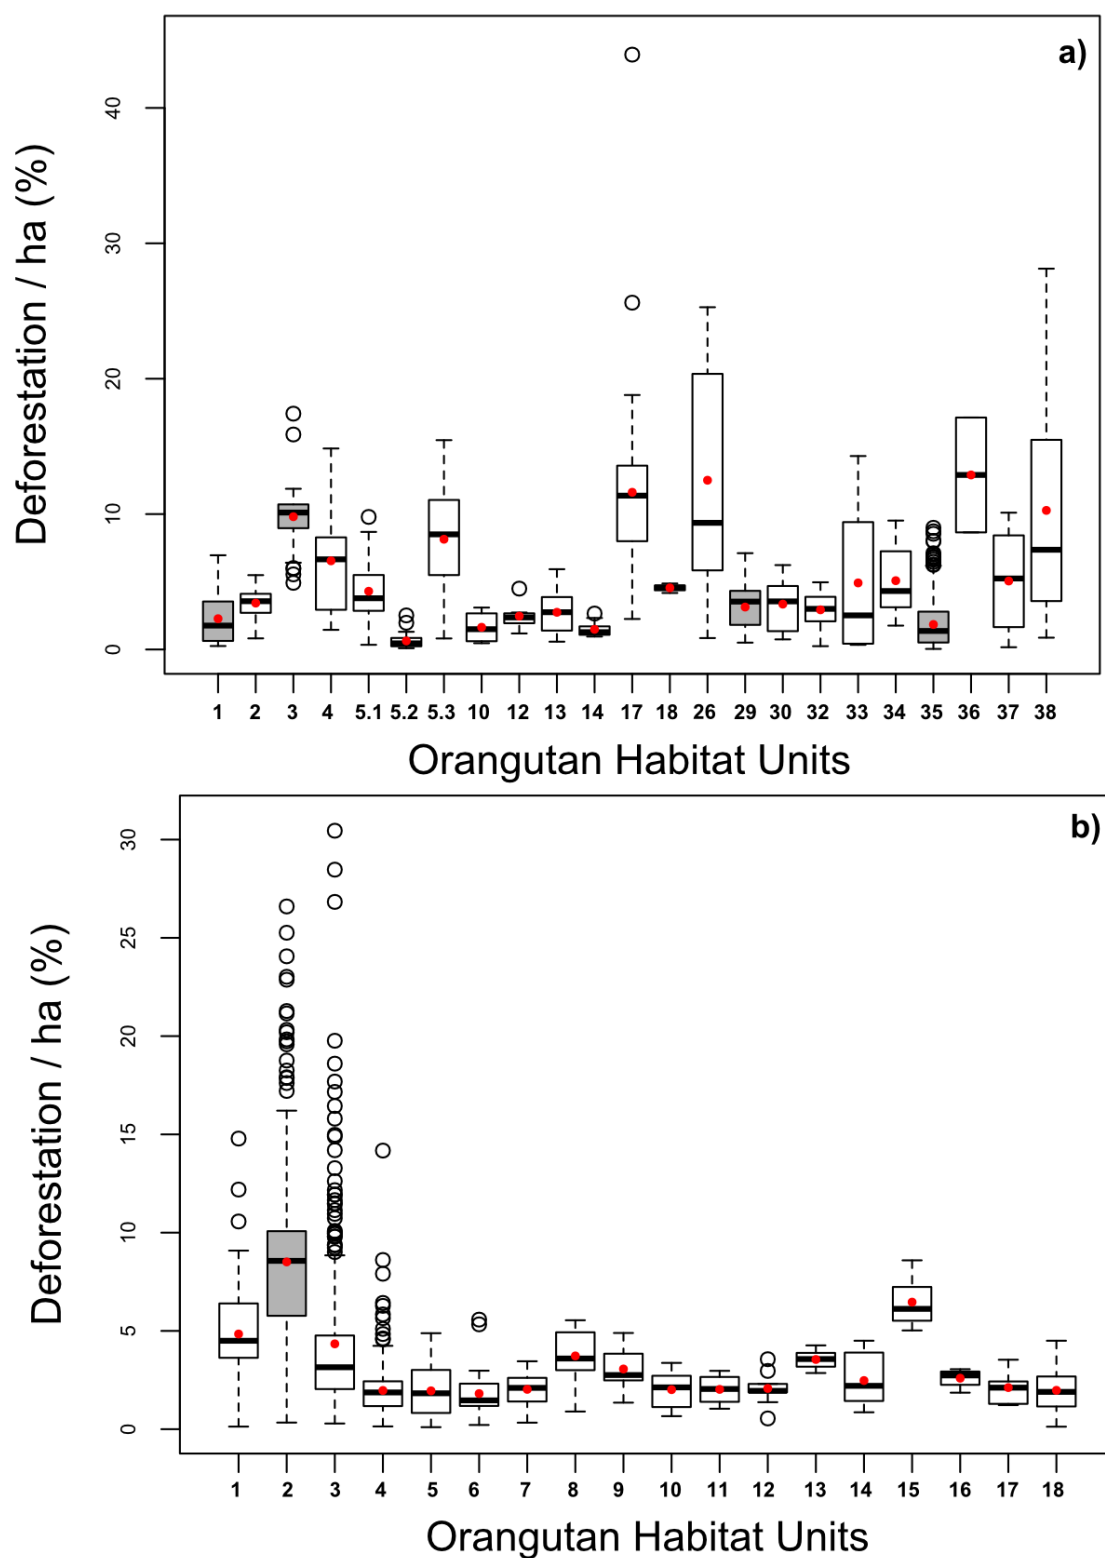 a)
Deforestation / ha (%)
40
30
20
10
0
1 2 3 4 5.1 5.2 5.3 10 12 13 14 17 18 26 29 30 32 33 34 35 36 37 38
Orangutan Habitat Units
b)
Deforestation / ha (%)
30
25
20
15
10
5
0
1 2 3 4 5 6 7 8 9 10 11 12 13 14 15 16 17 18
Orangutan Habitat Units